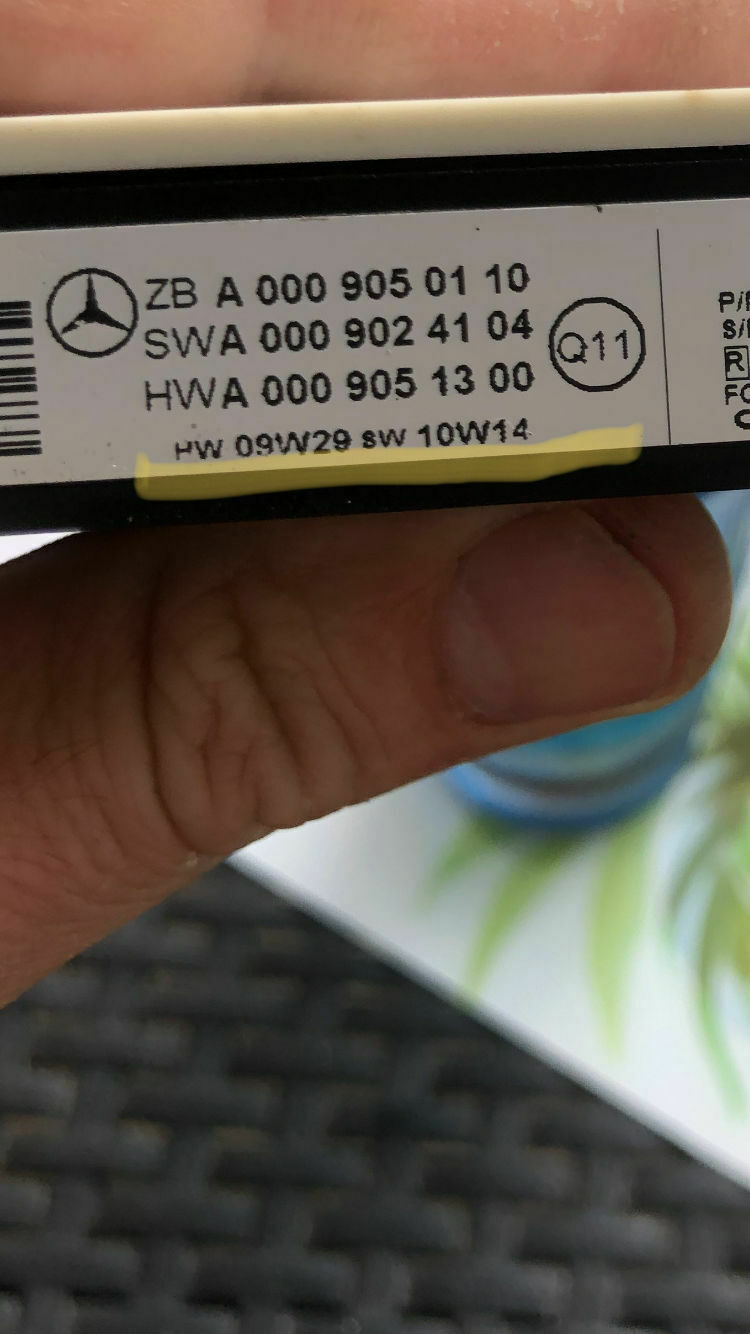 ZB A 000 905 01 10
SWA 000 902 41 04
HWA 000 905 13 00
HW 09W29 SW 10W14
Q11